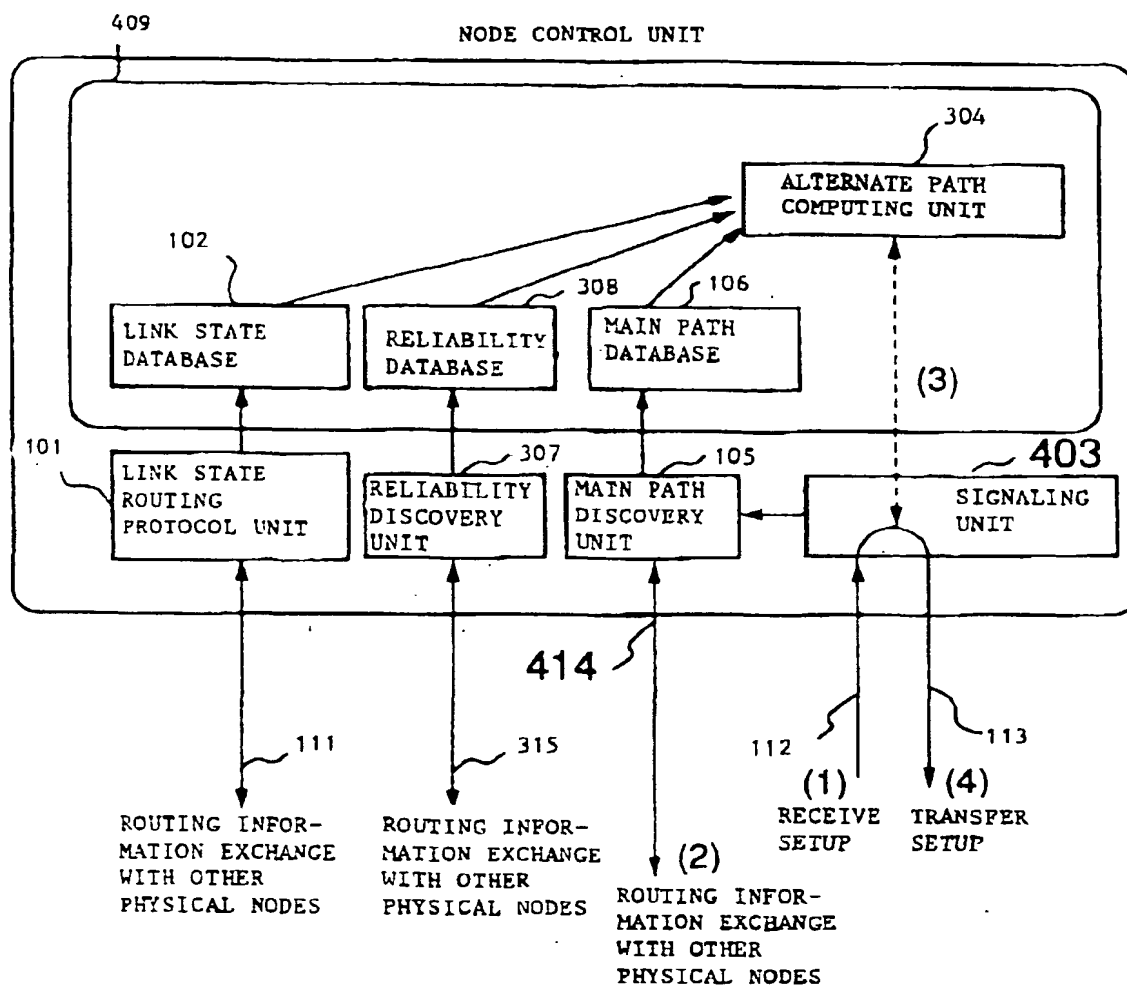 409
NODE CONTROL UNIT
304
ALTERNATE PATH
COMPUTING UNIT
102
308
106
LINK STATE
DATABASE
RELIABILITY
DATABASE
MAIN PATH
DATABASE
(3)
101
307
105
403
LINK STATE
ROUTING
PROTOCOL UNIT
RELIABILITY
DISCOVERY
UNIT
MAIN PATH
DISCOVERY
UNIT
SIGNALING
UNIT
414
111
315
112
113
(1)
RECEIVE
SETUP
(4)
TRANSFER
SETUP
ROUTING INFOR-
MATION EXCHANGE
WITH OTHER
PHYSICAL NODES
ROUTING INFOR-
MATION EXCHANGE
WITH OTHER
PHYSICAL NODES
(2)
ROUTING INFOR-
MATION EXCHANGE
WITH OTHER
PHYSICAL NODES